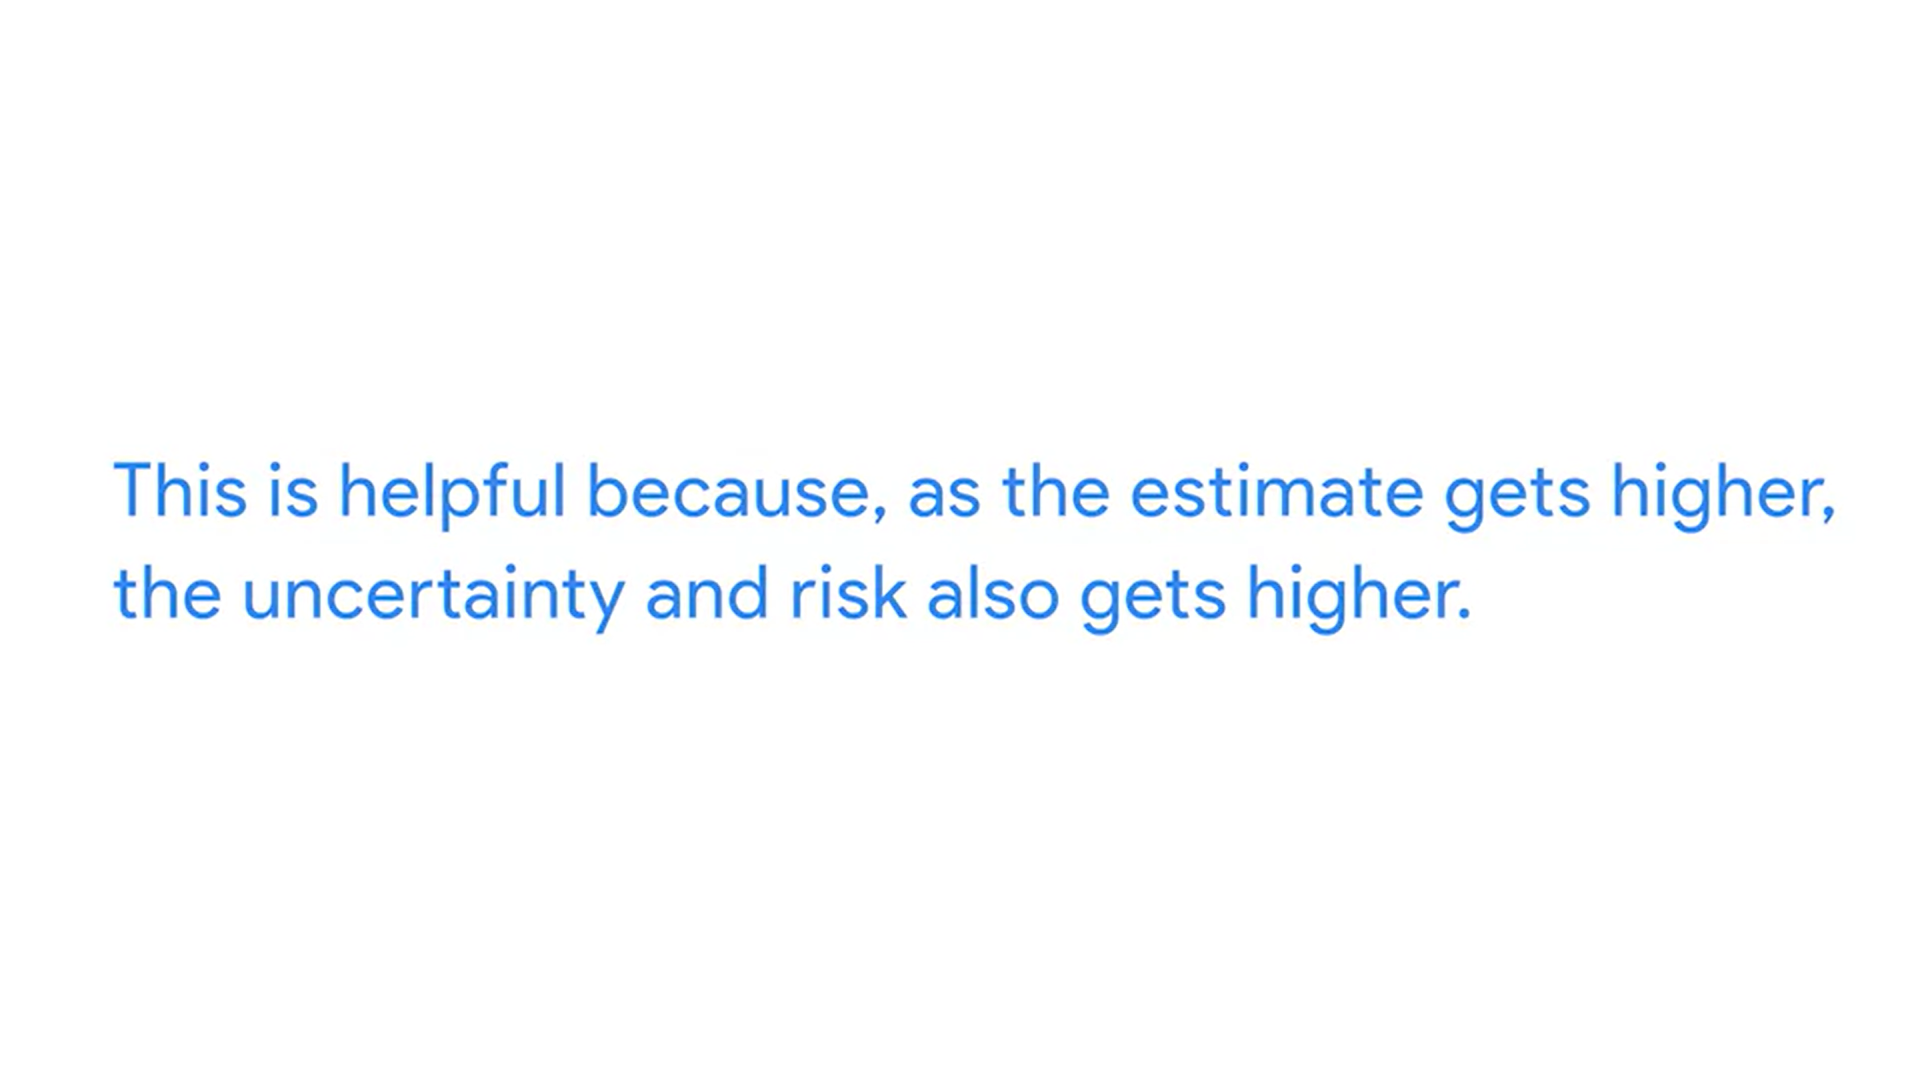 This is helpful because, as the estimate gets higher,
the uncertainty and risk also gets higher.